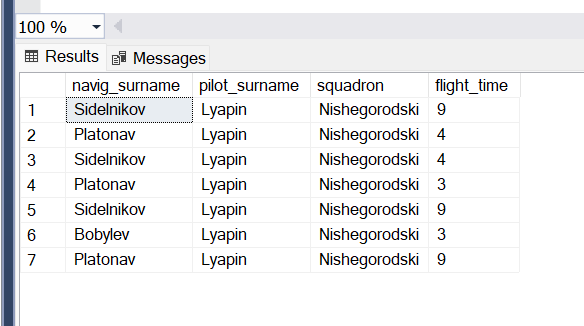 100 %
Results Messages
navig_surname pilot_surname squadron flight_time
1 Sidelnikov Lyapin Nishegorodski 9
2 Platonav Lyapin Nishegorodski 4
3 Sidelnikov Lyapin Nishegorodski 4
4 Platonav Lyapin Nishegorodski 3
5 Sidelnikov Lyapin Nishegorodski 9
6 Bobylev Lyapin Nishegorodski 3
7 Platonav Lyapin Nishegorodski 9